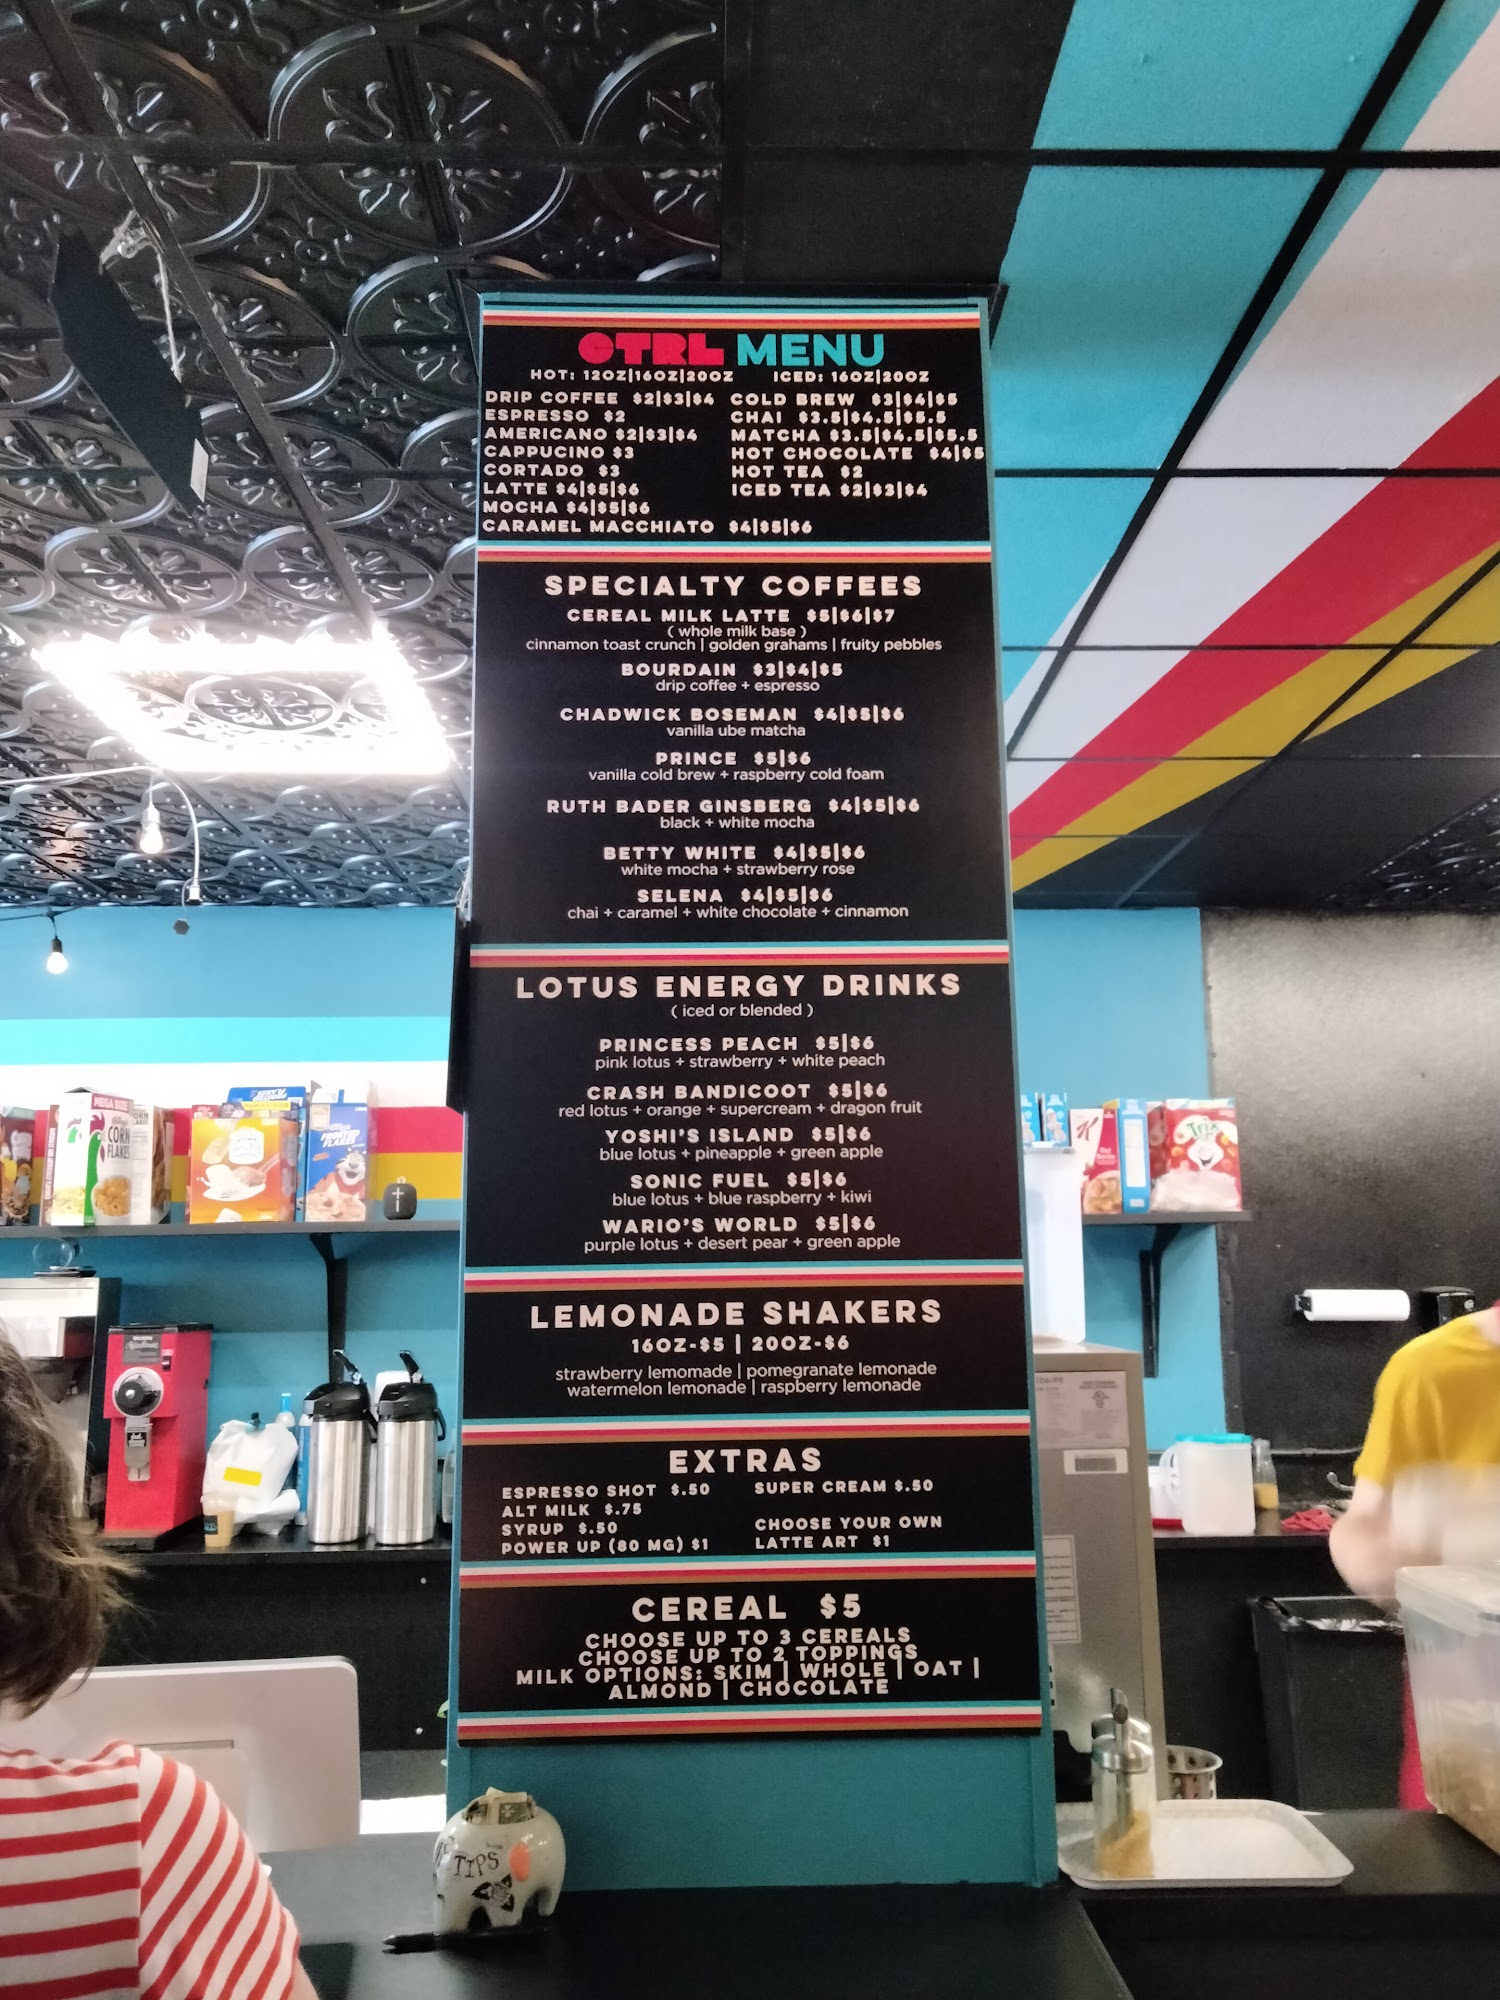 CTRL MENU
HOT: 12OZ|16OZ|20OZ ICED: 16OZ|20OZ
DRIP COFFEE $2|$3|$4
ESPRESSO $2
AMERICANO $2|$3|$4
CAPPUCINO $3
CORTADO $3
LATTE $4|$5|$6
MOCHA $4|$5|$6
CARAMEL MACCHIATO $4|$5|$6
COLD BREW $3|$4|$5
CHAI $3.5|$4.5|$5.5
MATCHA $3.5|$4.5|$5.5
HOT CHOCOLATE $4|$5
HOT TEA $2
ICED TEA $2|$3|$4
SPECIALTY COFFEES
CEREAL MILK LATTE $5|$6|$7
( whole milk base )
cinnamon toast crunch | golden grahams | fruity pebbles
BOURDAIN $3|$4|$5
drip coffee + espresso
CHADWICK BOSEMAN $4|$5|$6
vanilla ube matcha
PRINCE $5|$6
vanilla cold brew + raspberry cold foam
RUTH BADER GINSBERG $4|$5|$6
black + white mocha
BETTY WHITE $4|$5|$6
white mocha + strawberry rose
SELENA $4|$5|$6
chai + caramel + white chocolate + cinnamon
LOTUS ENERGY DRINKS
( iced or blended )
PRINCESS PEACH $5|$6
pink lotus + strawberry + white peach
CRASH BANDICOOT $5|$6
red lotus + orange + supercream + dragon fruit
YOSHI'S ISLAND $5|$6
blue lotus + pineapple + green apple
SONIC FUEL $5|$6
blue lotus + blue raspberry + kiwi
WARIO'S WORLD $5|$6
purple lotus + desert pear + green apple
LEMONADE SHAKERS
16OZ-$5 | 20OZ-$6
strawberry lemomade | pomegranate lemonade
watermelon lemonade | raspberry lemonade
EXTRAS
ESPRESSO SHOT $.50
ALT MILK $.75
SYRUP $.50
POWER UP (80 MG) $1
SUPER CREAM $.50
CHOOSE YOUR OWN
LATTE ART $1
CEREAL $5
CHOOSE UP TO 3 CEREALS
CHOOSE UP TO 2 TOPPINGS
MILK OPTIONS: SKIM | WHOLE | OAT |
ALMOND | CHOCOLATE
MEGA SIZE
CORN
FLAKES
FROSTED
FLAKES
K
Trix
BUNN
TIPS